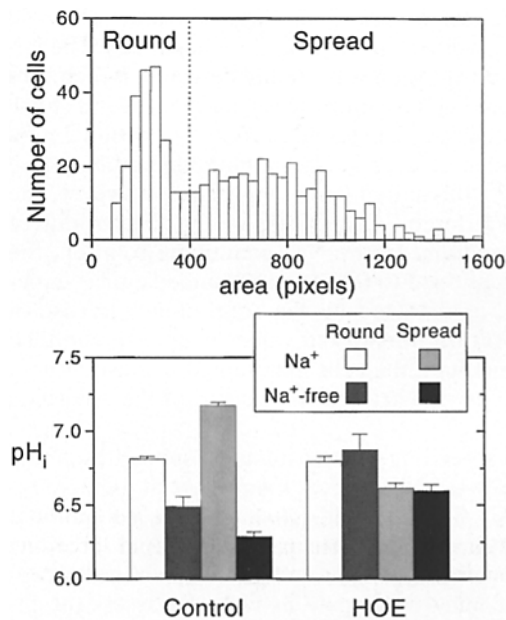 Round Spread
Number of cells
60
40
20
0
0 400 800 1200 1600
area (pixels)
Round Spread
Na⁺
Na⁺-free
7.5
7.0
6.5
6.0
pHᵢ
Control HOE